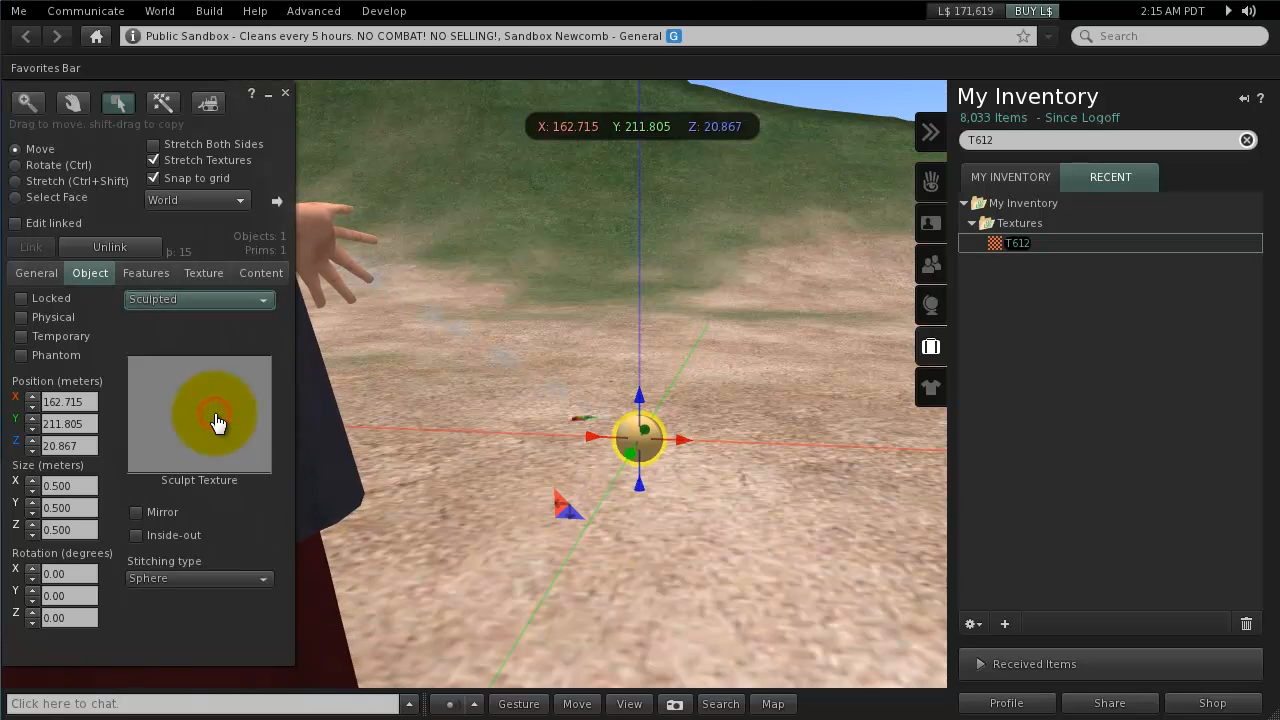 Me Communicate World Build Help Advanced Develop L$ 171,619 BUY L$ 2:15 AM PDT
Public Sandbox - Cleans every 5 hours. NO COMBAT! NO SELLING!, Sandbox Newcomb - General G Search
Favorites Bar
Drag to move, shift-drag to copy
Move
Rotate (Ctrl)
Stretch (Ctrl+Shift)
Select Face
Stretch Both Sides
Stretch Textures
Snap to grid
World
Edit linked
Link Unlink þ: 15 Objects: 1
Prims: 1
General Object Features Texture Content
Locked
Physical
Temporary
Phantom
Position (meters)
X 162.715
Y 211.805
Z 20.867
Size (meters)
X 0.500
Y 0.500
Z 0.500
Rotation (degrees)
X 0.00
Y 0.00
Z 0.00
Sculpted
Sculpt Texture
Mirror
Inside-out
Stitching type
Sphere
X: 162.715 Y: 211.805 Z: 20.867
My Inventory
8,033 Items - Since Logoff
T612
MY INVENTORY RECENT
My Inventory
Textures
T612
Received Items
Profile Share Shop
Click here to chat. Gesture Move View Search Map